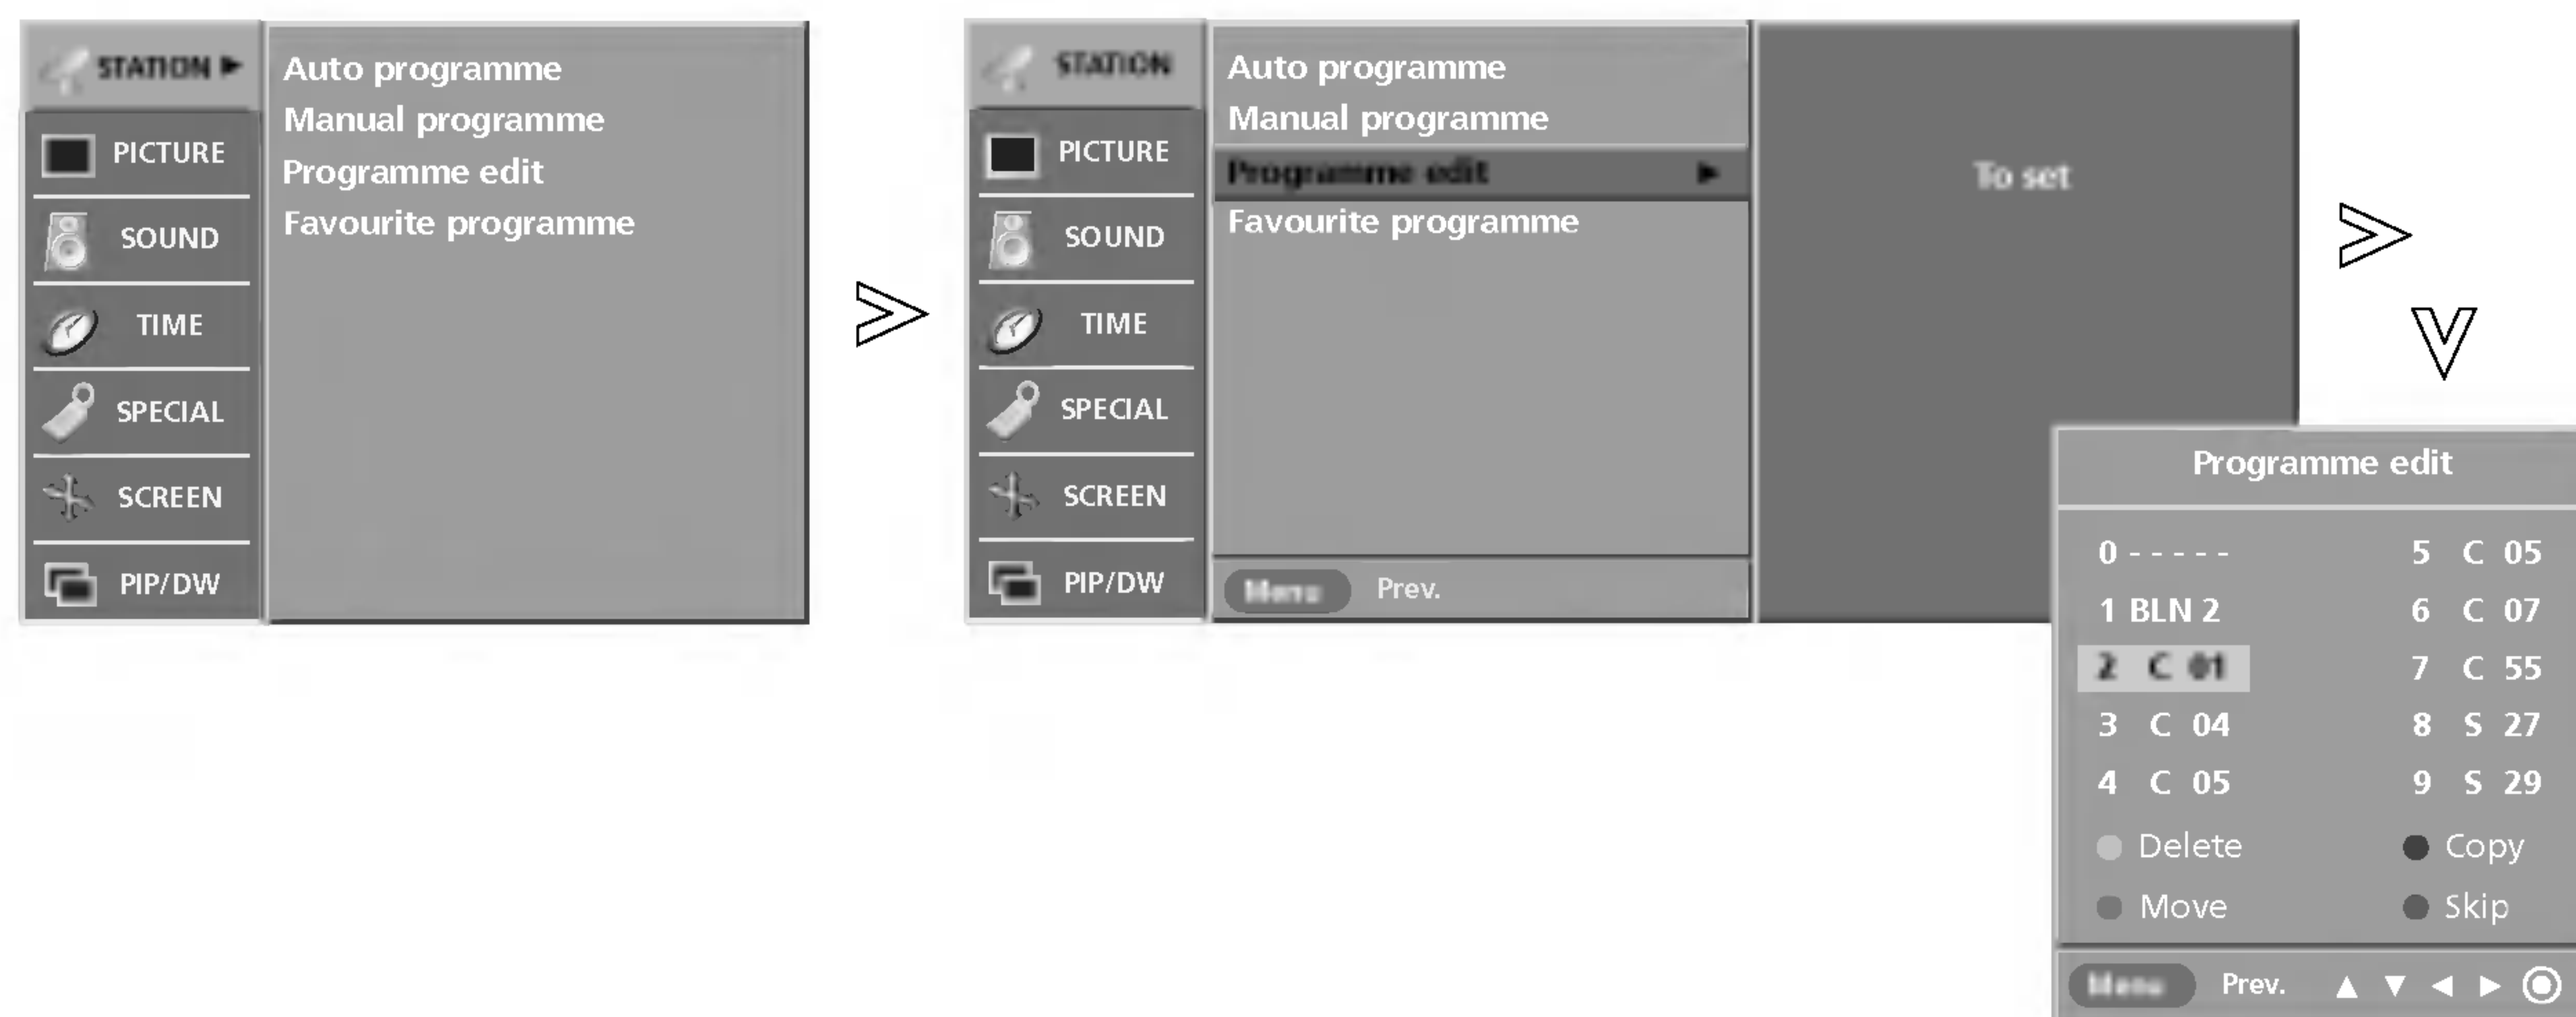 STATION ▶
PICTURE
SOUND
TIME
SPECIAL
SCREEN
PIP/DW
Auto programme
Manual programme
Programme edit
Favourite programme
STATION
PICTURE
SOUND
TIME
SPECIAL
SCREEN
PIP/DW
Auto programme
Manual programme
Programme edit ▶
Favourite programme
Menu Prev.
To set
Programme edit
0 - - - - - 5 C 05
1 BLN 2 6 C 07
2 C 01 7 C 55
3 C 04 8 S 27
4 C 05 9 S 29
Delete Copy
Move Skip
Menu Prev. ▲ ▼ ◀ ▶